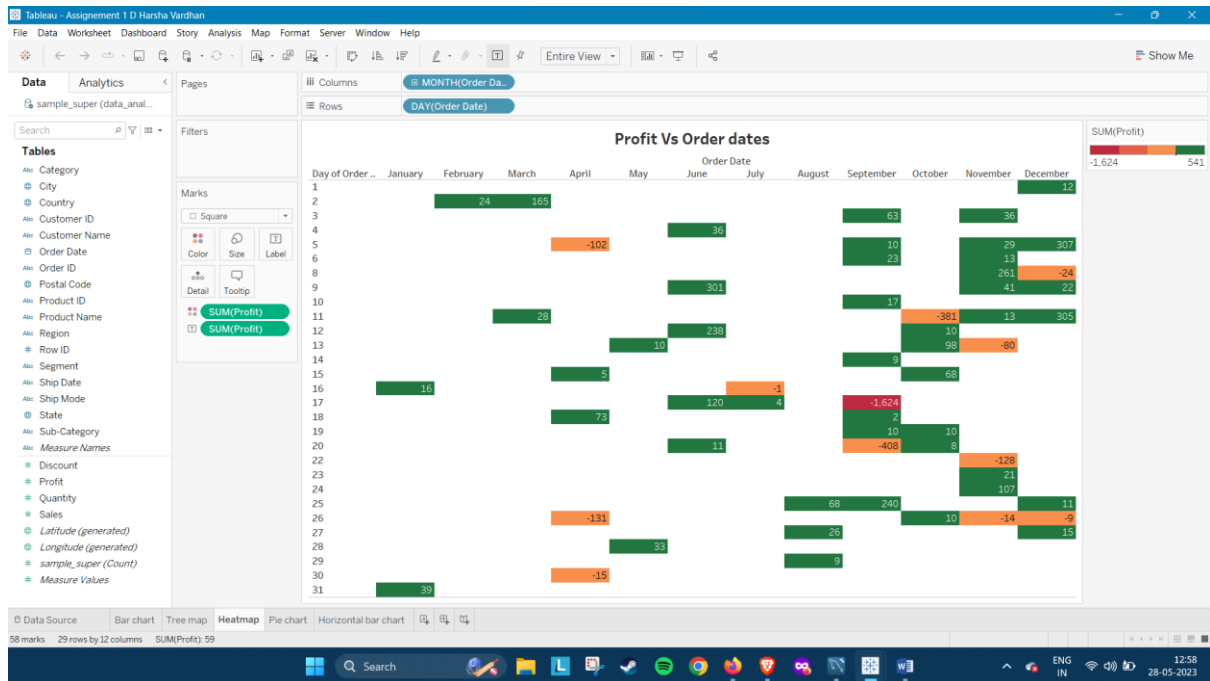 Tableau - Assignement 1 D Harsha Vardhan
File Data Worksheet Dashboard Story Analysis Map Format Server Window Help
Entire View
Show Me
Data Analytics
Pages
Columns
MONTH(Order Da..
sample_super (data_anal...
Rows
DAY(Order Date)
Search
Filters
Profit Vs Order dates
SUM(Profit)
-1,624 541
Tables
Abc Category
City
Country
Abc Customer ID
Abc Customer Name
Order Date
Abc Order ID
Postal Code
Abc Product ID
Abc Product Name
Abc Region
# Row ID
Abc Segment
Abc Ship Date
Abc Ship Mode
State
Abc Sub-Category
Abc Measure Names
# Discount
# Profit
# Quantity
# Sales
Latitude (generated)
Longitude (generated)
# sample_super (Count)
# Measure Values
Marks
Square
Color Size Label
Detail Tooltip
SUM(Profit)
SUM(Profit)
Order Date
Day of Order .. January February March April May June July August September October November December
1 12
2 24 165
3 63 36
4 36
5 -102 10 29 307
6 23 13
8 261 -24
9 301 41 22
10 17
11 28 -381 13 305
12 238 10
13 10 98 -80
14 9
15 5 68
16 16 -1
17 120 4 -1,624
18 73 2
19 10 10
20 11 -408 8
22 -128
23 21
24 107
25 68 240 11
26 -131 10 -14 -9
27 26 15
28 33
29 9
30 -15
31 39
Data Source Bar chart Tree map Heatmap Pie chart Horizontal bar chart
58 marks 29 rows by 12 columns SUM(Profit): 59
Search
ENG
IN
12:58
28-05-2023